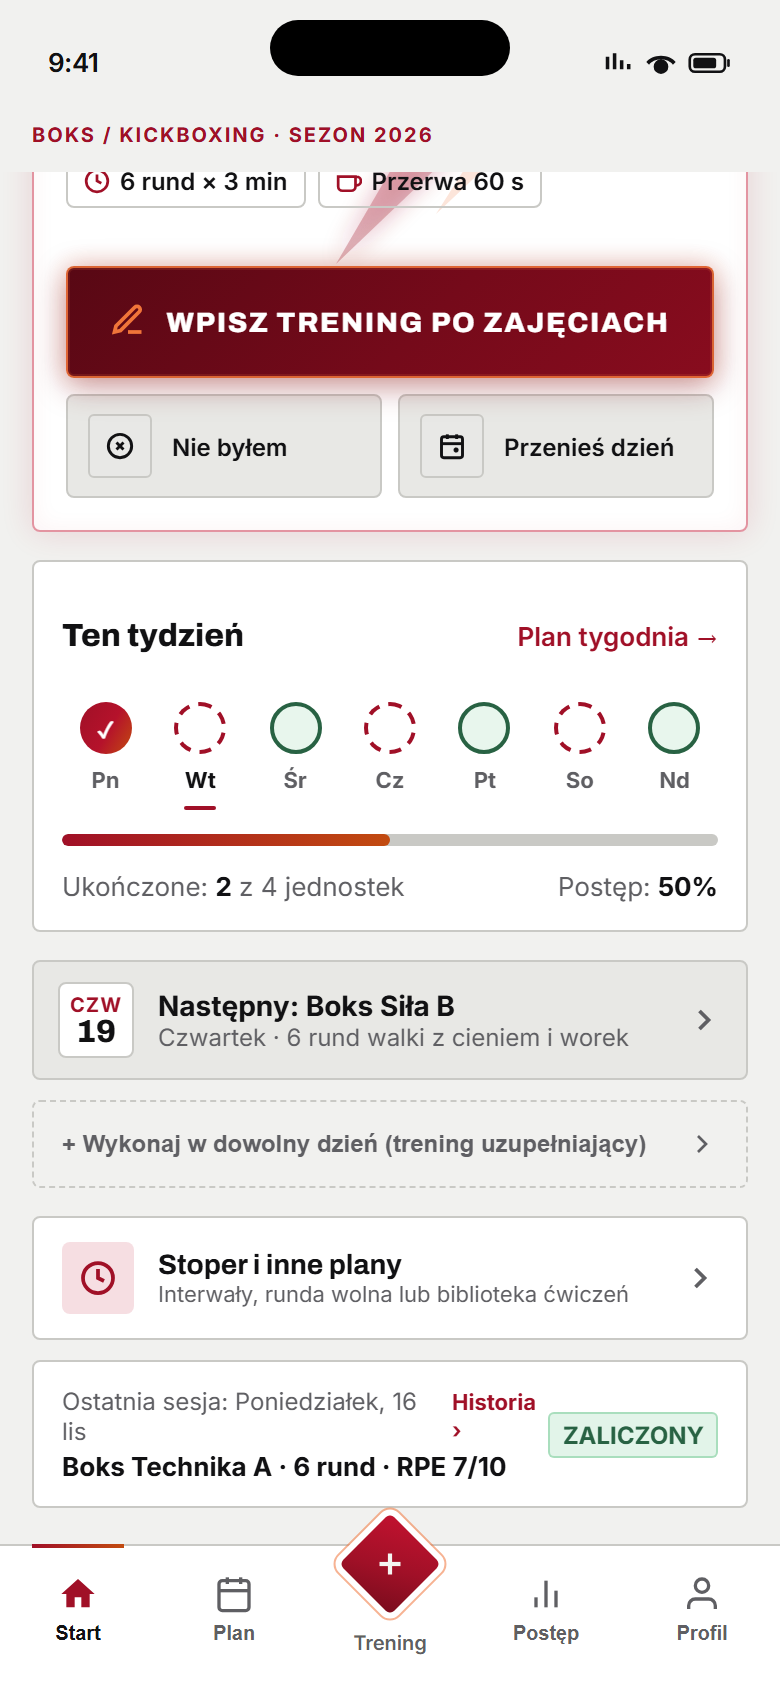 9:41
BOKS / KICKBOXING · SEZON 2026
6 rund × 3 min
Przerwa 60 s
WPISZ TRENING PO ZAJĘCIACH
Nie byłem
Przenieś dzień
Ten tydzień
Plan tygodnia →
Pn
Wt
Śr
Cz
Pt
So
Nd
Ukończone: 2 z 4 jednostek
Postęp: 50%
CZW
19
Następny: Boks Siła B
Czwartek · 6 rund walki z cieniem i worek
+ Wykonaj w dowolny dzień (trening uzupełniający)
Stoper i inne plany
Interwały, runda wolna lub biblioteka ćwiczeń
Ostatnia sesja: Poniedziałek, 16
lis
Historia
›
Boks Technika A · 6 rund · RPE 7/10
ZALICZONY
Start
Plan
Trening
Postęp
Profil